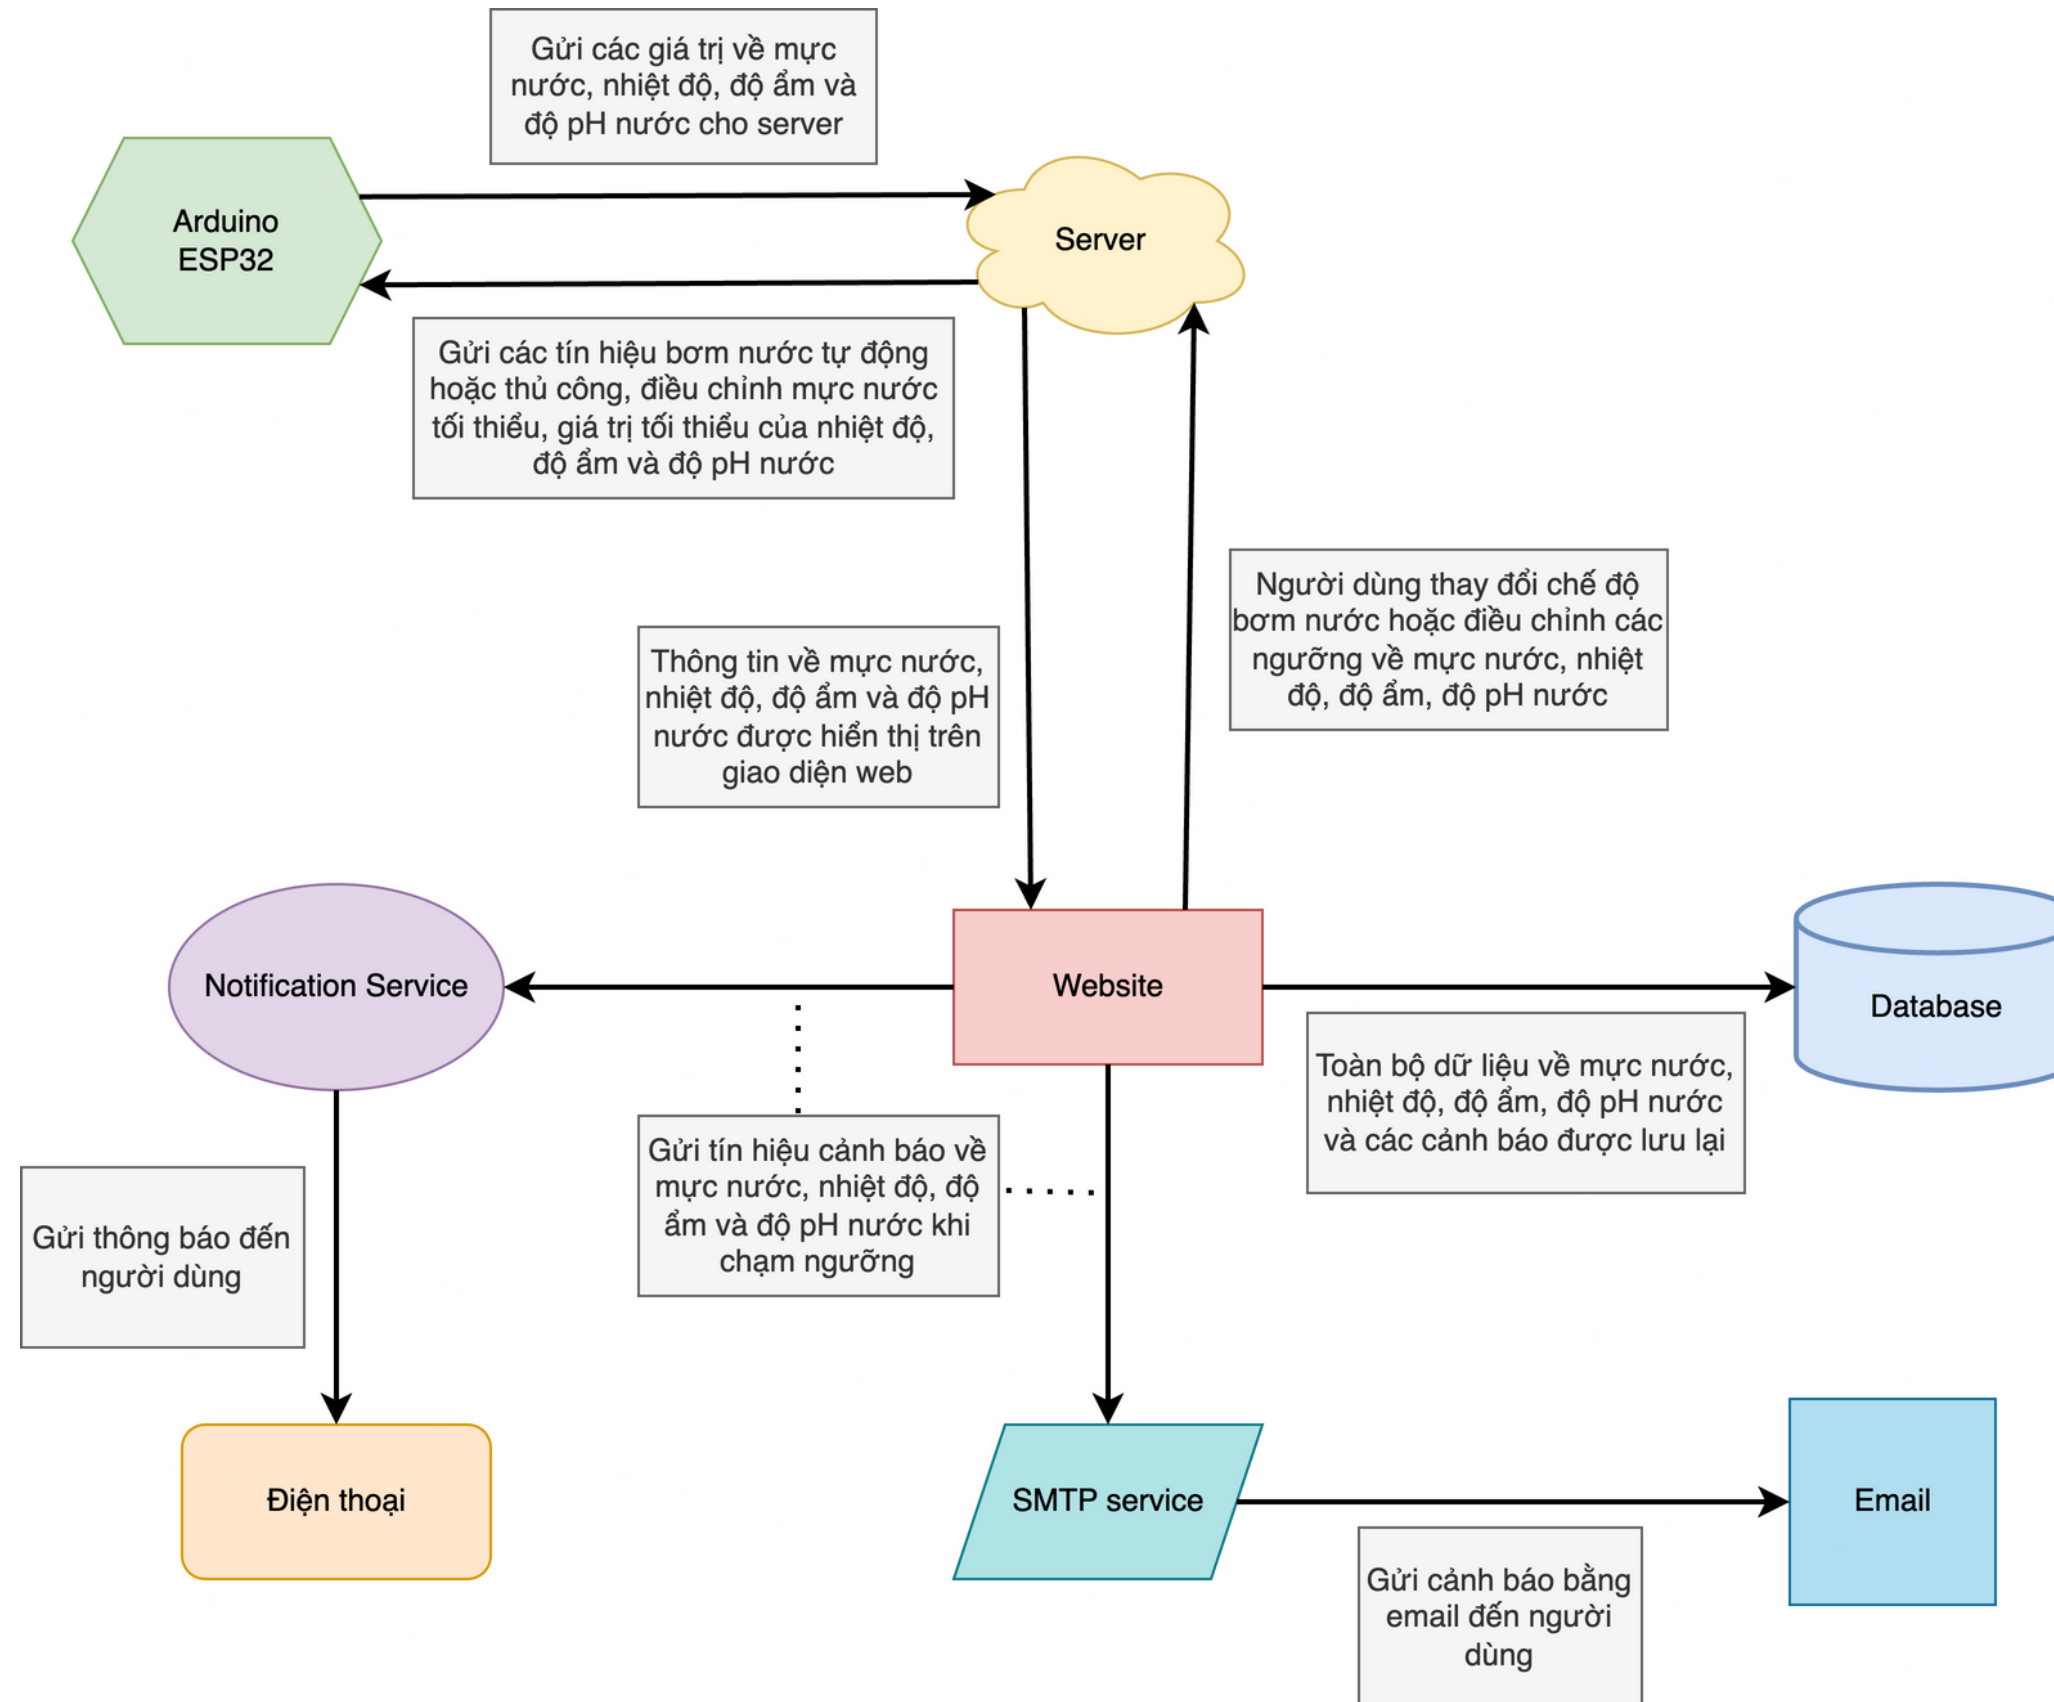 Gửi các giá trị về mực
nước, nhiệt độ, độ ẩm và
độ pH nước cho server
Arduino
ESP32
Server
Gửi các tín hiệu bơm nước tự động
hoặc thủ công, điều chỉnh mực nước
tối thiểu, giá trị tối thiểu của nhiệt độ,
độ ẩm và độ pH nước
Người dùng thay đổi chế độ
bơm nước hoặc điều chỉnh các
ngưỡng về mực nước, nhiệt
độ, độ ẩm, độ pH nước
Thông tin về mực nước,
nhiệt độ, độ ẩm và độ pH
nước được hiển thị trên
giao diện web
Notification Service
Website
Database
Toàn bộ dữ liệu về mực nước,
nhiệt độ, độ ẩm, độ pH nước
và các cảnh báo được lưu lại
Gửi tín hiệu cảnh báo về
mực nước, nhiệt độ, độ
ẩm và độ pH nước khi
chạm ngưỡng
Gửi thông báo đến
người dùng
Điện thoại
SMTP service
Email
Gửi cảnh báo bằng
email đến người
dùng